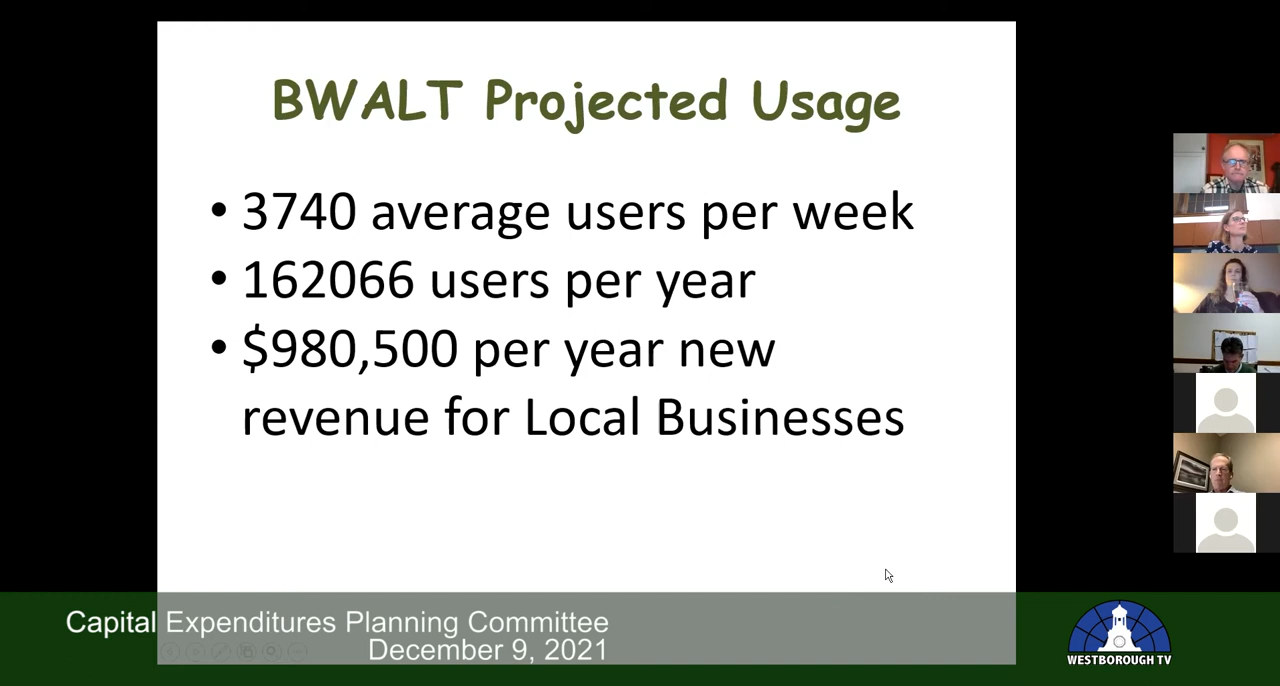 BWALT Projected Usage
• 3740 average users per week
• 162066 users per year
• $980,500 per year new
revenue for Local Businesses
Capital Expenditures Planning Committee
December 9, 2021
WESTBOROUGH TV